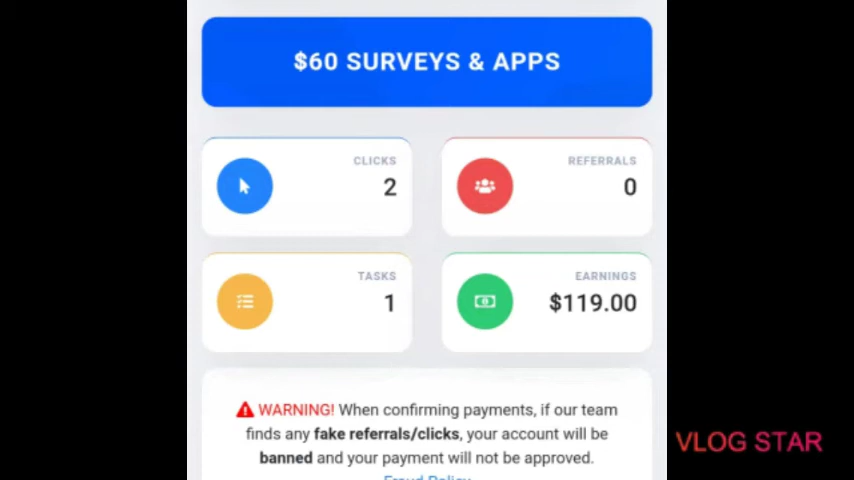 $60 SURVEYS & APPS
CLICKS
2
REFERRALS
0
TASKS
1
EARNINGS
$119.00
WARNING! When confirming payments, if our team
finds any fake referrals/clicks, your account will be
banned and your payment will not be approved.
Fraud Policy
VLOG STAR